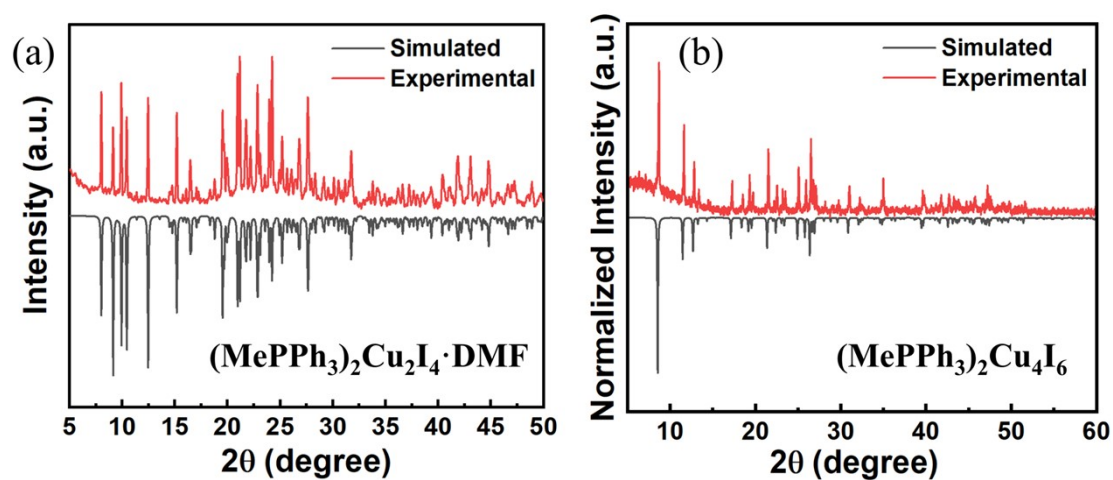 (a)
Simulated
Experimental
Intensity (a.u.)
(MePPh₃)₂Cu₂I₄·DMF
5 10 15 20 25 30 35 40 45 50
2θ (degree)
(b)
Simulated
Experimental
Normalized Intensity (a.u.)
(MePPh₃)₂Cu₄I₆
10 20 30 40 50 60
2θ (degree)